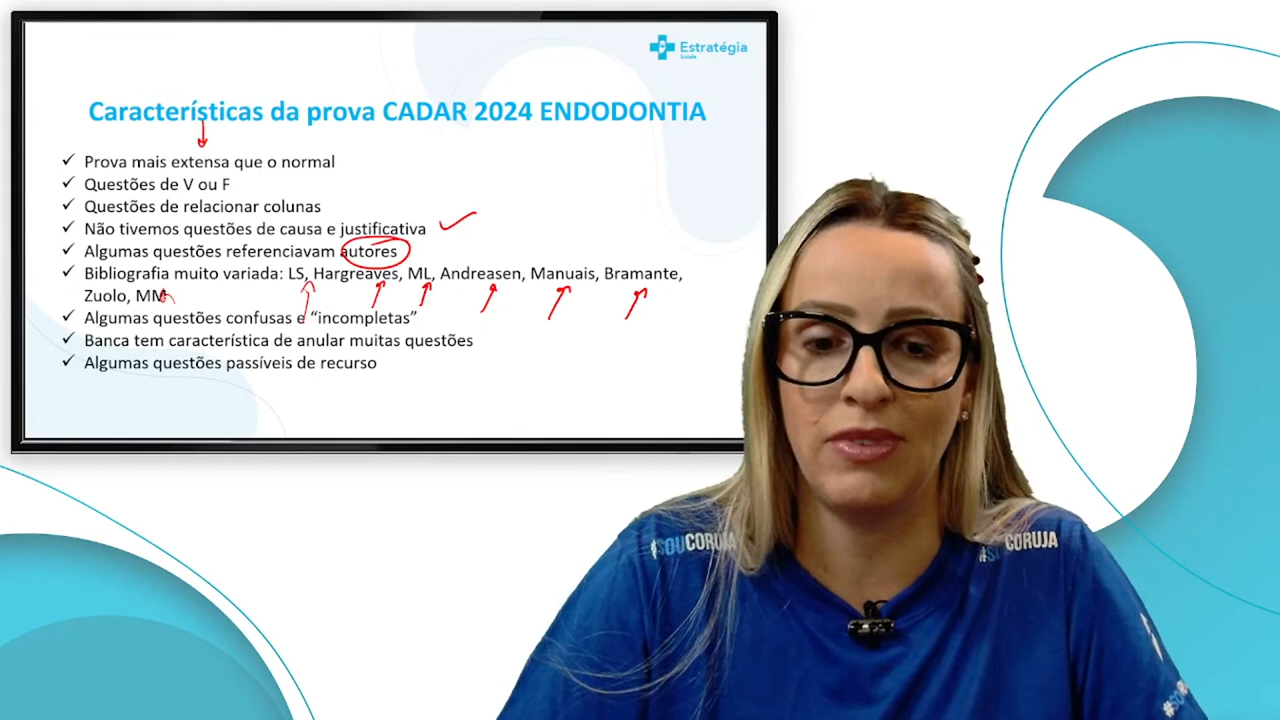 Estratégia
Saúde
Características da prova CADAR 2024 ENDODONTIA
Prova mais extensa que o normal
Questões de V ou F
Questões de relacionar colunas
Não tivemos questões de causa e justificativa
Algumas questões referenciavam autores
Bibliografia muito variada: LS, Hargreaves, ML, Andreasen, Manuais, Bramante,
Zuolo, MM
Algumas questões confusas e “incompletas”
Banca tem característica de anular muitas questões
Algumas questões passíveis de recurso
#SOUCORUJA
CORUJA